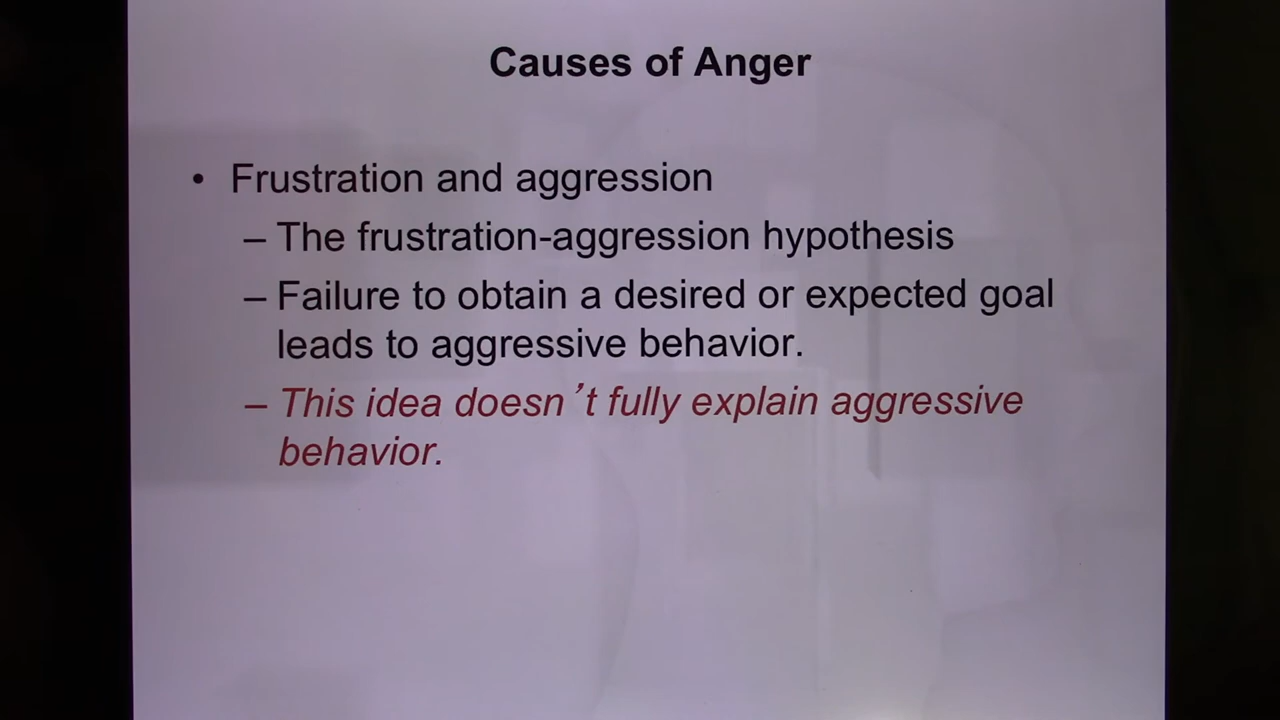 Causes of Anger
• Frustration and aggression
– The frustration-aggression hypothesis
– Failure to obtain a desired or expected goal
leads to aggressive behavior.
– This idea doesn’t fully explain aggressive
behavior.